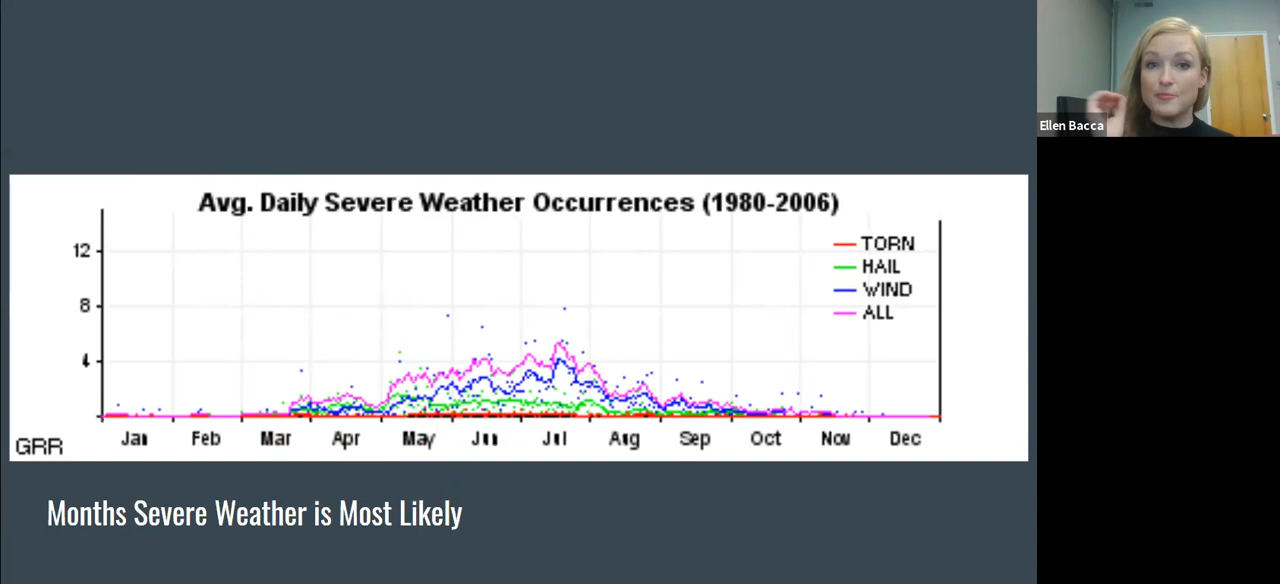 Ellen Bacca
Avg. Daily Severe Weather Occurrences (1980-2006)
12
8
4
TORN
HAIL
WIND
ALL
Jan Feb Mar Apr May Jun Jul Aug Sep Oct Nov Dec
GRR
Months Severe Weather is Most Likely